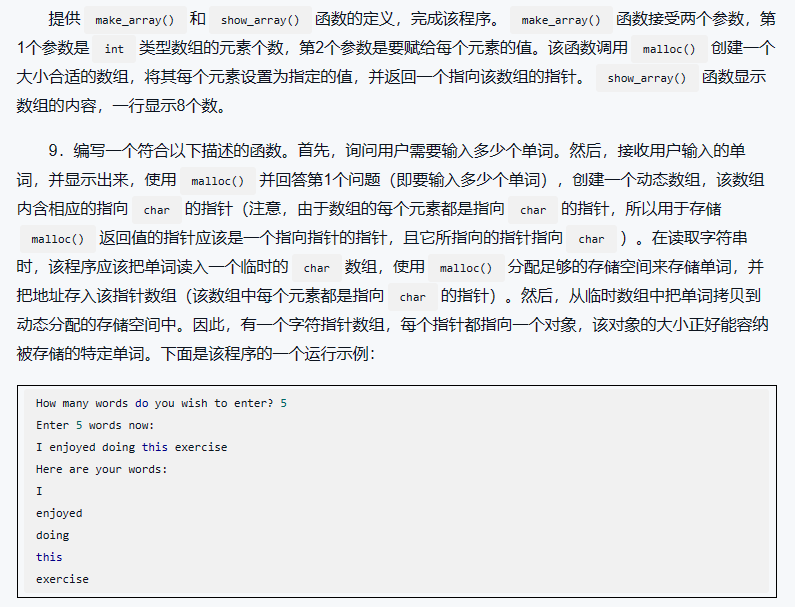 提供 make_array() 和 show_array() 函数的定义，完成该程序。 make_array() 函数接受两个参数，第
1个参数是 int 类型数组的元素个数，第2个参数是要赋给每个元素的值。该函数调用 malloc() 创建一个
大小合适的数组，将其每个元素设置为指定的值，并返回一个指向该数组的指针。 show_array() 函数显示
数组的内容，一行显示8个数。
9．编写一个符合以下描述的函数。首先，询问用户需要输入多少个单词。然后，接收用户输入的单
词，并显示出来，使用 malloc() 并回答第1个问题（即要输入多少个单词），创建一个动态数组，该数组
内含相应的指向 char 的指针（注意，由于数组的每个元素都是指向 char 的指针，所以用于存储
malloc() 返回值的指针应该是一个指向指针的指针，且它所指向的指针指向 char ）。在读取字符串
时，该程序应该把单词读入一个临时的 char 数组，使用 malloc() 分配足够的存储空间来存储单词，并
把地址存入该指针数组（该数组中每个元素都是指向 char 的指针）。然后，从临时数组中把单词拷贝到
动态分配的存储空间中。因此，有一个字符指针数组，每个指针都指向一个对象，该对象的大小正好能容纳
被存储的特定单词。下面是该程序的一个运行示例：
How many words do you wish to enter? 5
Enter 5 words now:
I enjoyed doing this exercise
Here are your words:
I
enjoyed
doing
this
exercise